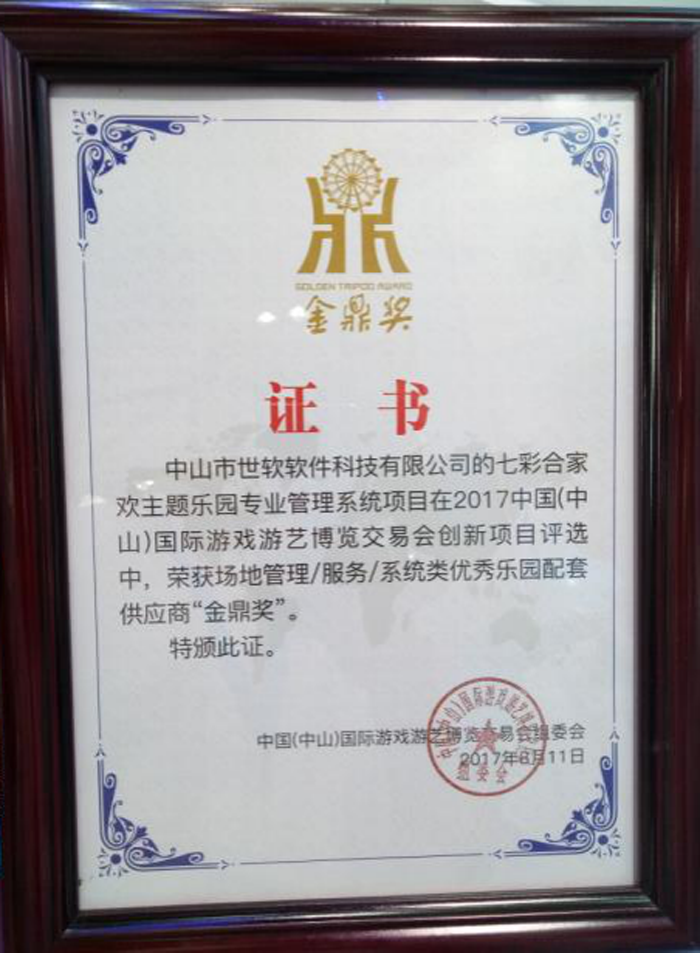 GOLDEN TRIPOD AWARD
金鼎奖
证 书
中山市世软软件科技有限公司的七彩合家
欢主题乐园专业管理系统项目在2017中国(中
山)国际游戏游艺博览交易会创新项目评选
中，荣获场地管理/服务/系统类优秀乐园配套
供应商“金鼎奖”。
特颁此证。
中国(中山)国际游戏游艺博览交易会组委会
2017年6月11日
组委会